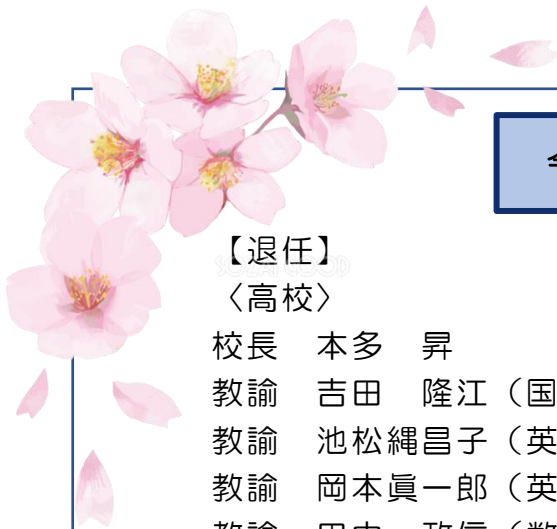 【退任】
〈高校〉
校長　本多　昇
教諭　吉田　隆江（国
教諭　池松縄昌子（英
教諭　岡本眞一郎（英